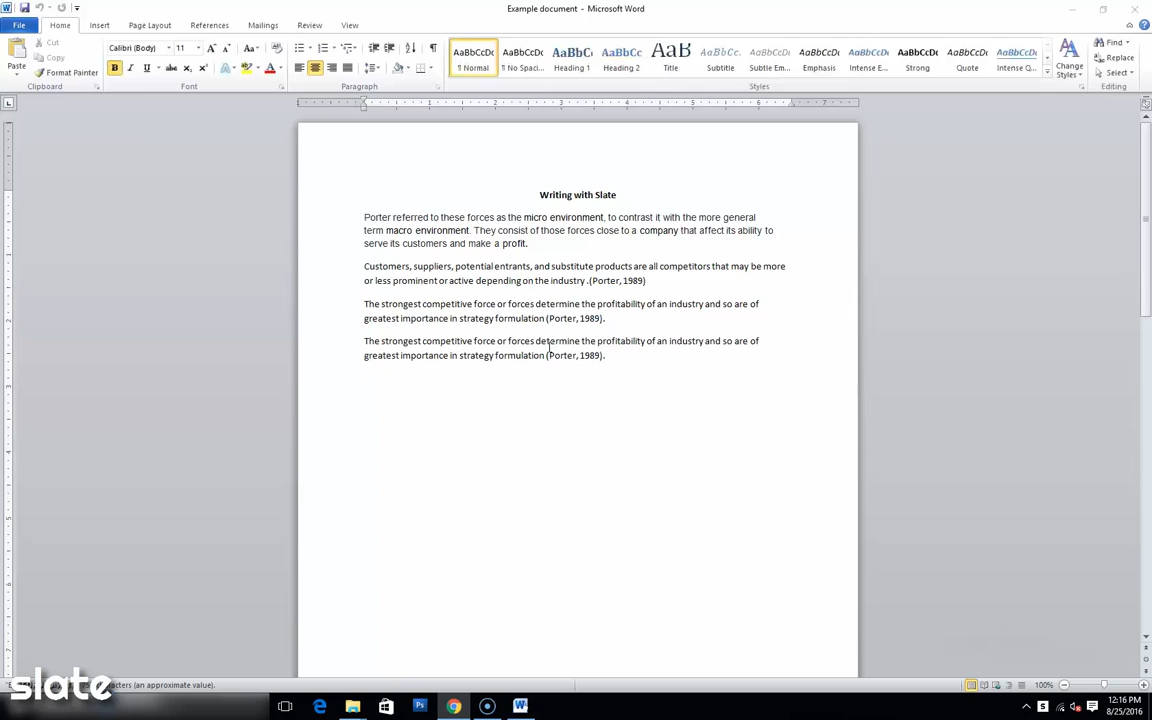 Example document - Microsoft Word
File Home Insert Page Layout References Mailings Review View
Paste
Cut
Copy
Format Painter
Clipboard
Calibri (Body) 11
Font
Paragraph
AaBbCcDc AaBbCcDc AaBbC AaBbCc AaB AaBbCc. AaBbCcDc AaBbCcDc AaBbCcDc AaBbCcDc AaBbCcDc AaBbCcDc
¶ Normal ¶ No Spaci... Heading 1 Heading 2 Title Subtitle Subtle Em... Emphasis Intense E... Strong Quote Intense Q...
Change
Styles
Styles
Find
Replace
Select
Editing
1 2 3 4 5 6 7
Writing with Slate
Porter referred to these forces as the micro environment, to contrast it with the more general
term macro environment. They consist of those forces close to a company that affect its ability to
serve its customers and make a profit.
Customers, suppliers, potential entrants, and substitute products are all competitors that may be more
or less prominent or active depending on the industry .(Porter, 1989)
The strongest competitive force or forces determine the profitability of an industry and so are of
greatest importance in strategy formulation (Porter, 1989).
The strongest competitive force or forces determine the profitability of an industry and so are of
greatest importance in strategy formulation (Porter, 1989).
slate
(an approximate value).
100%
12:16 PM
8/25/2016